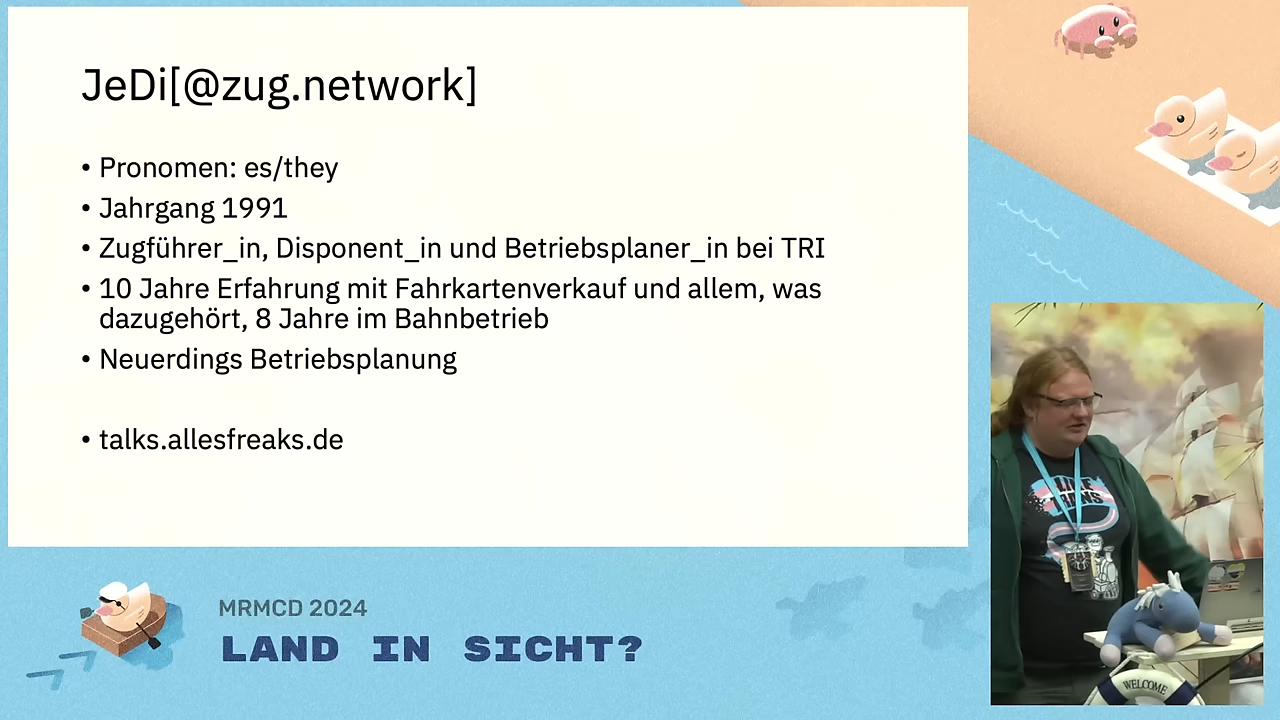 JeDi[@zug.network]
• Pronomen: es/they
• Jahrgang 1991
• Zugführer_in, Disponent_in und Betriebsplaner_in bei TRI
• 10 Jahre Erfahrung mit Fahrkartenverkauf und allem, was
dazugehört, 8 Jahre im Bahnbetrieb
• Neuerdings Betriebsplanung
• talks.allesfreaks.de
MRMCD 2024
LAND IN SICHT?
WELCOME